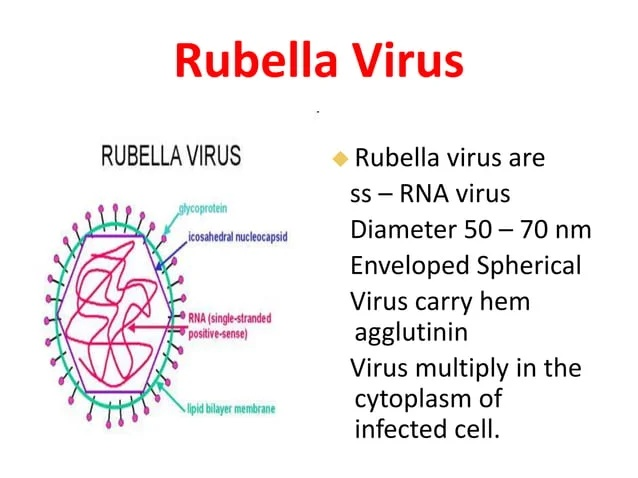 Rubella Virus
RUBELLA VIRUS
glycoprotein
icosahedral nucleocapsid
RNA (single-stranded
positive-sense)
lipid bilayer membrane
Rubella virus are
ss – RNA virus
Diameter 50 – 70 nm
Enveloped Spherical
Virus carry hem
agglutinin
Virus multiply in the
cytoplasm of
infected cell.